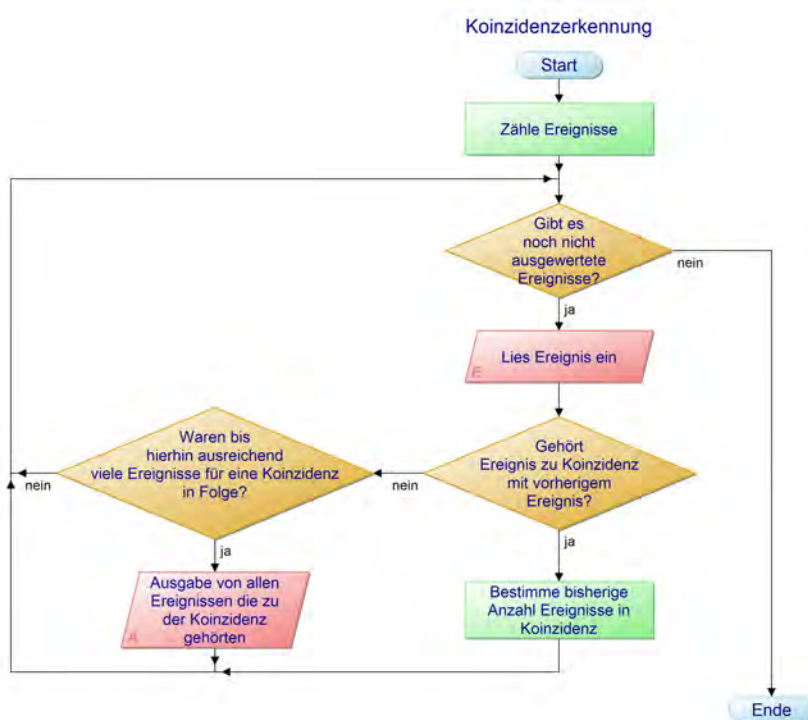 Koinzidenzerkennung
Start
Zähle Ereignisse
Gibt es
noch nicht
ausgewertete
Ereignisse?
nein
ja
Lies Ereignis ein
E
Gehört
Ereignis zu Koinzidenz
mit vorherigem
Ereignis?
nein
ja
Waren bis
hierhin ausreichend
viele Ereignisse für eine Koinzidenz
in Folge?
nein
ja
Ausgabe von allen
Ereignissen die zu
der Koinzidenz
gehörten
A
Bestimme bisherige
Anzahl Ereignisse in
Koinzidenz
Ende